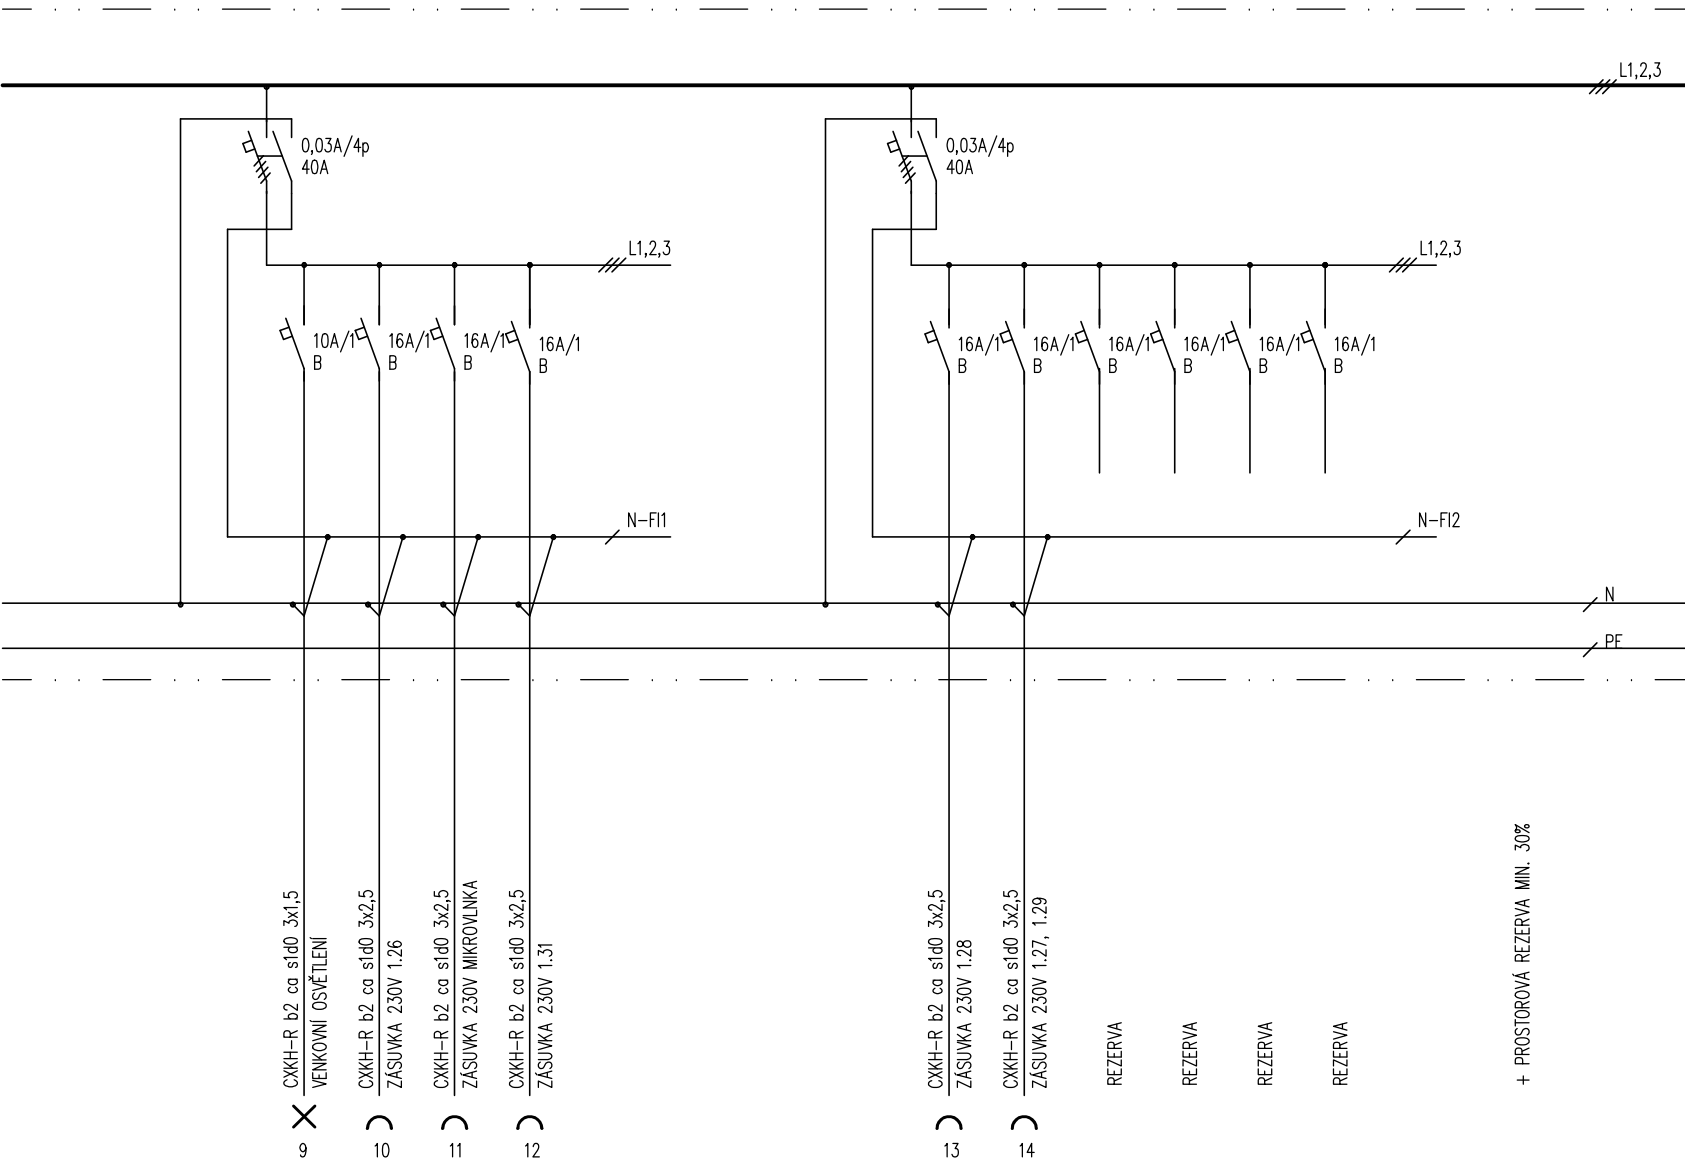 L1,2,3
0,03A/4p
40A
0,03A/4p
40A
L1,2,3
L1,2,3
10A/1
B
16A/1
B
16A/1
B
16A/1
B
16A/1
B
16A/1
B
16A/1
B
16A/1
B
16A/1
B
16A/1
B
N-FI1
N-FI2
N
PE
CXKH-R b2 ca s1d0 3x1,5
VENKOVNÍ OSVĚTLENÍ
CXKH-R b2 ca s1d0 3x2,5
ZÁSUVKA 230V 1.26
CXKH-R b2 ca s1d0 3x2,5
ZÁSUVKA 230V MIKROVLNKA
CXKH-R b2 ca s1d0 3x2,5
ZÁSUVKA 230V 1.31
CXKH-R b2 ca s1d0 3x2,5
ZÁSUVKA 230V 1.28
CXKH-R b2 ca s1d0 3x2,5
ZÁSUVKA 230V 1.27, 1.29
REZERVA
REZERVA
REZERVA
REZERVA
+ PROSTOROVÁ REZERVA MIN. 30%
9
10
11
12
13
14